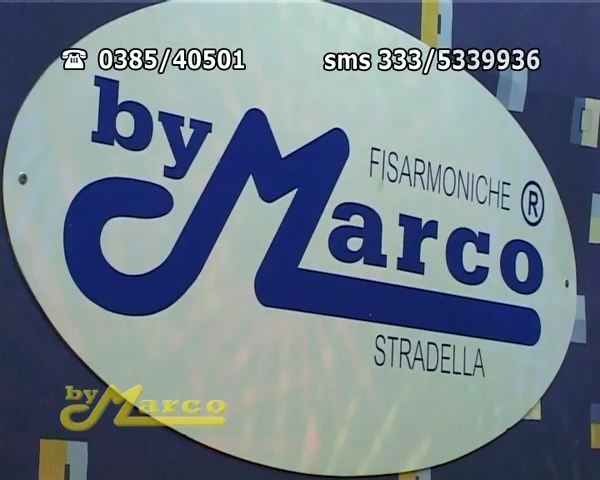 ☎ 0385/40501 sms 333/5339936
by Marco
FISARMONICHE ®
STRADELLA
by Marco